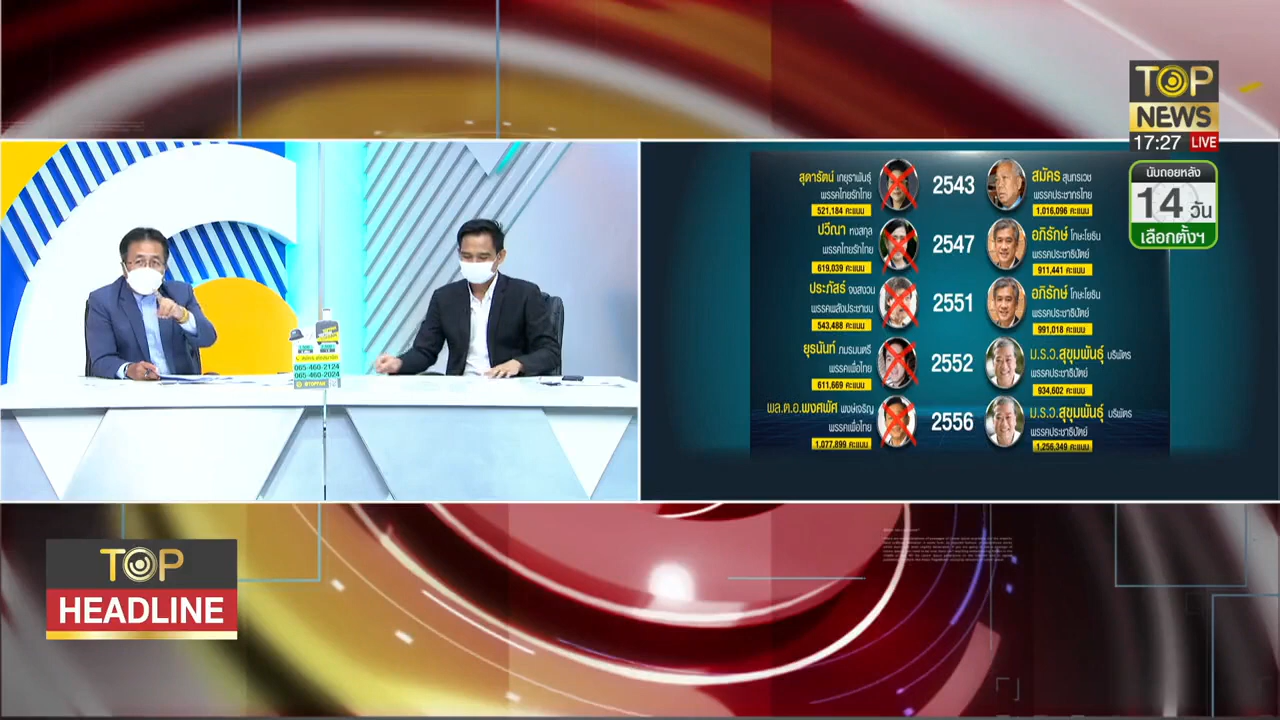 TOP
NEWS
17:27 LIVE
นับถอยหลัง
14 วัน
เลือกตั้งฯ
สุดารัตน์ เกยุราพันธุ์
พรรคไทยรักไทย
521,184 คะแนน
2543
สมัคร สุนทรเวช
พรรคประชากรไทย
1,016,096 คะแนน
ปวีณา หงสกุล
พรรคไทยรักไทย
619,039 คะแนน
2547
อภิรักษ์ โกษะโยธิน
พรรคประชาธิปัตย์
911,441 คะแนน
ประภัสร์ จงสงวน
พรรคพลังประชาชน
543,488 คะแนน
2551
อภิรักษ์ โกษะโยธิน
พรรคประชาธิปัตย์
991,018 คะแนน
ยุรนันท์ ภมรมนตรี
พรรคเพื่อไทย
611,669 คะแนน
2552
ม.ร.ว.สุขุมพันธุ์ บริพัตร
พรรคประชาธิปัตย์
934,602 คะแนน
พล.ต.อ.พงศพัศ พงษ์เจริญ
พรรคเพื่อไทย
1,077,899 คะแนน
2556
ม.ร.ว.สุขุมพันธุ์ บริพัตร
พรรคประชาธิปัตย์
1,256,349 คะแนน
065-460-2124
065-460-2024
TOP
HEADLINE